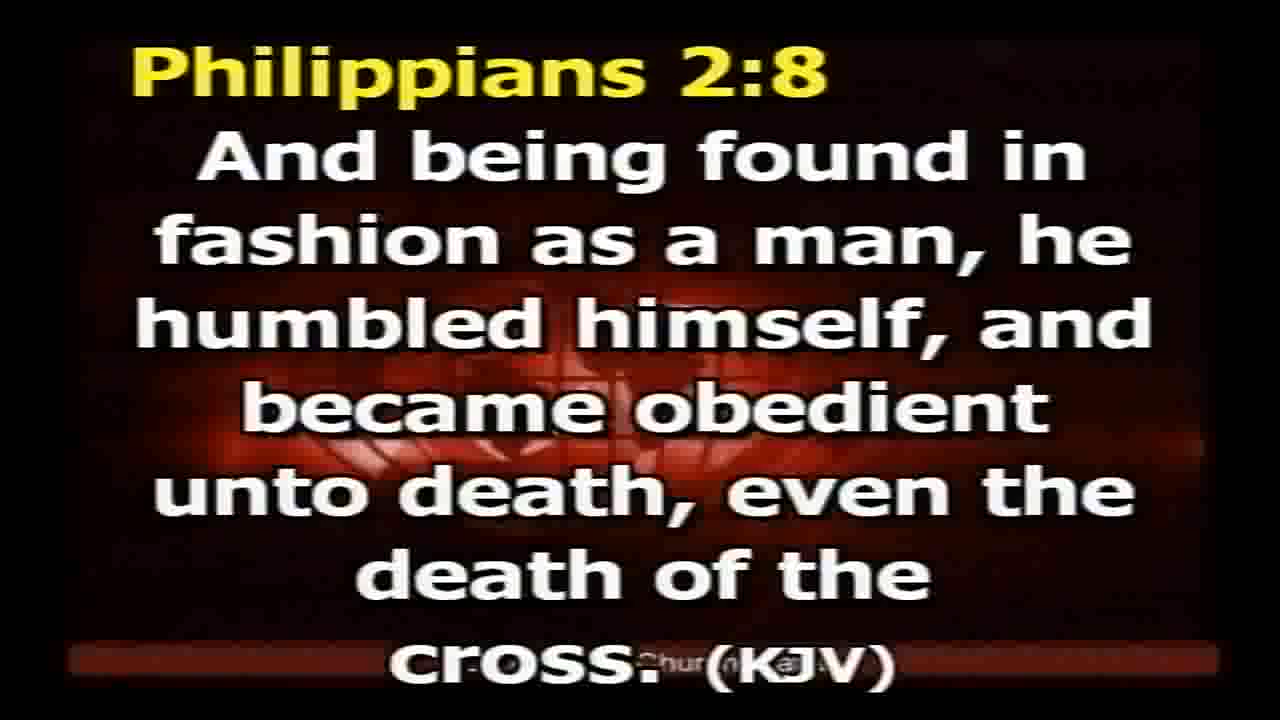 Philippians 2:8
And being found in
fashion as a man, he
humbled himself, and
became obedient
unto death, even the
death of the
cross. (KJV)